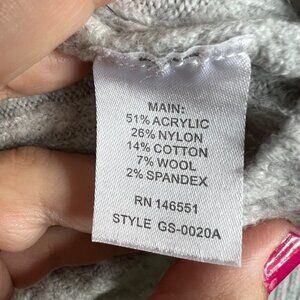 MAIN:
51% ACRYLIC
26% NYLON
14% COTTON
7% WOOL
2% SPANDEX
RN 146551
STYLE GS-0020A